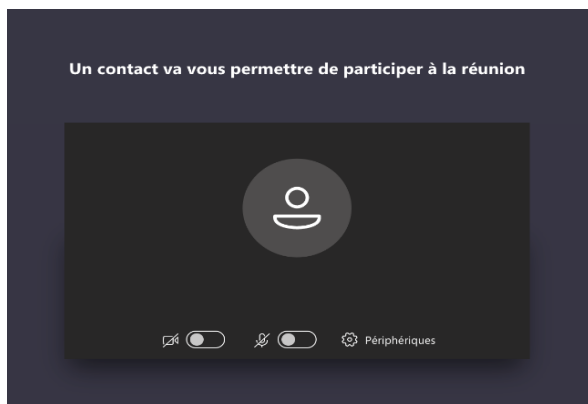 Un contact va vous permettre de participer à la réunion
Périphériques